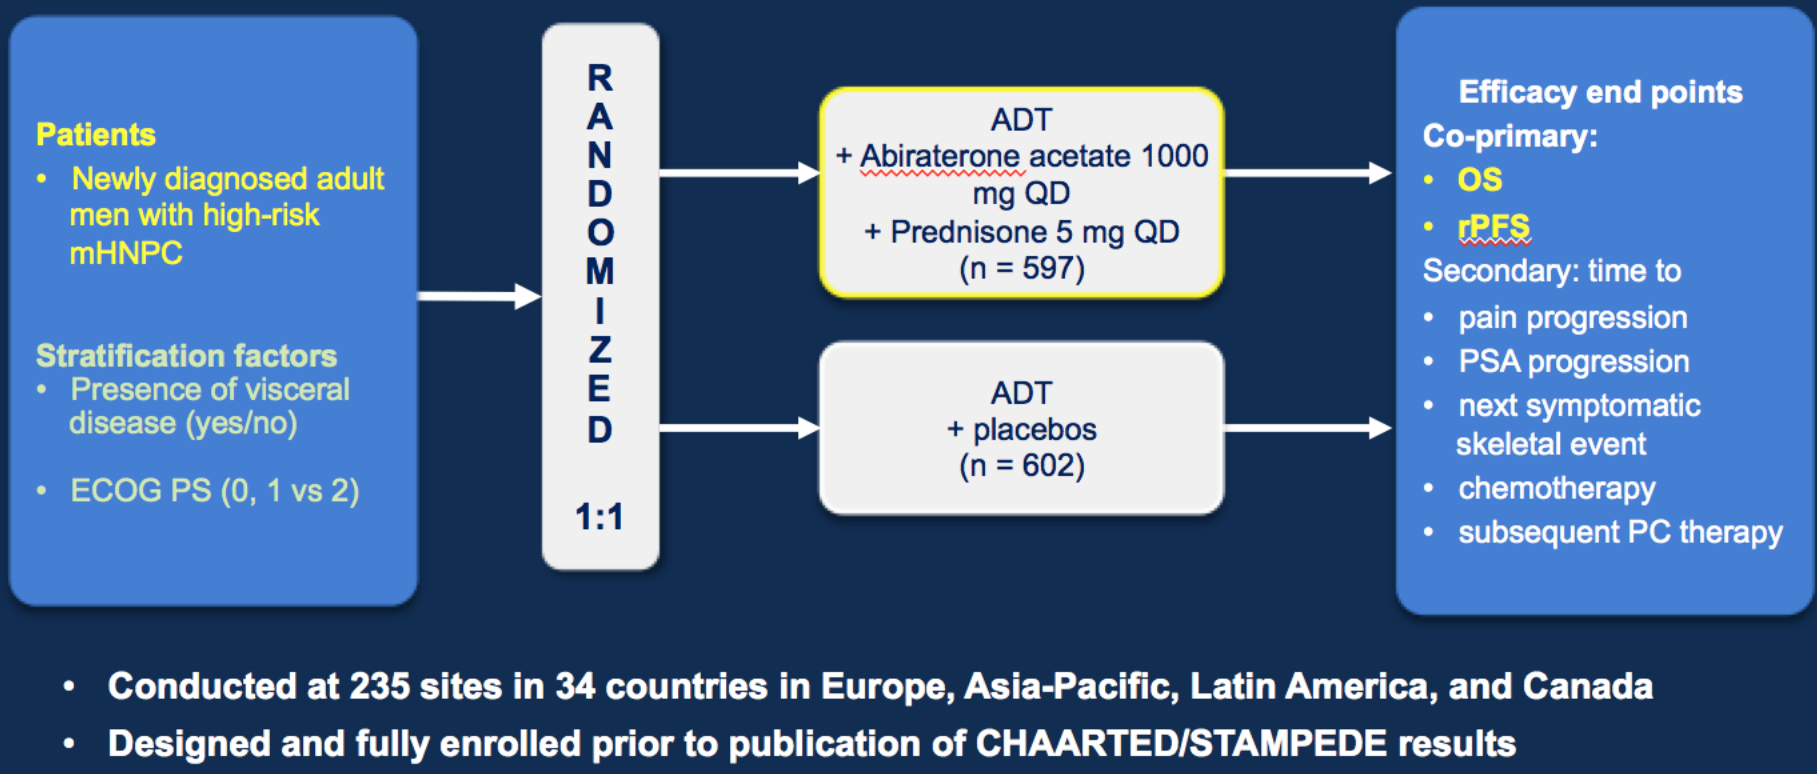 Patients
• Newly diagnosed adult
men with high-risk
mHNPC
Stratification factors
• Presence of visceral
disease (yes/no)
• ECOG PS (0, 1 vs 2)
R
A
N
D
O
M
I
Z
E
D
1:1
ADT
+ Abiraterone acetate 1000
mg QD
+ Prednisone 5 mg QD
(n = 597)
ADT
+ placebos
(n = 602)
Efficacy end points
Co-primary:
• OS
• rPFS
Secondary: time to
• pain progression
• PSA progression
• next symptomatic
skeletal event
• chemotherapy
• subsequent PC therapy
• Conducted at 235 sites in 34 countries in Europe, Asia-Pacific, Latin America, and Canada
• Designed and fully enrolled prior to publication of CHAARTED/STAMPEDE results